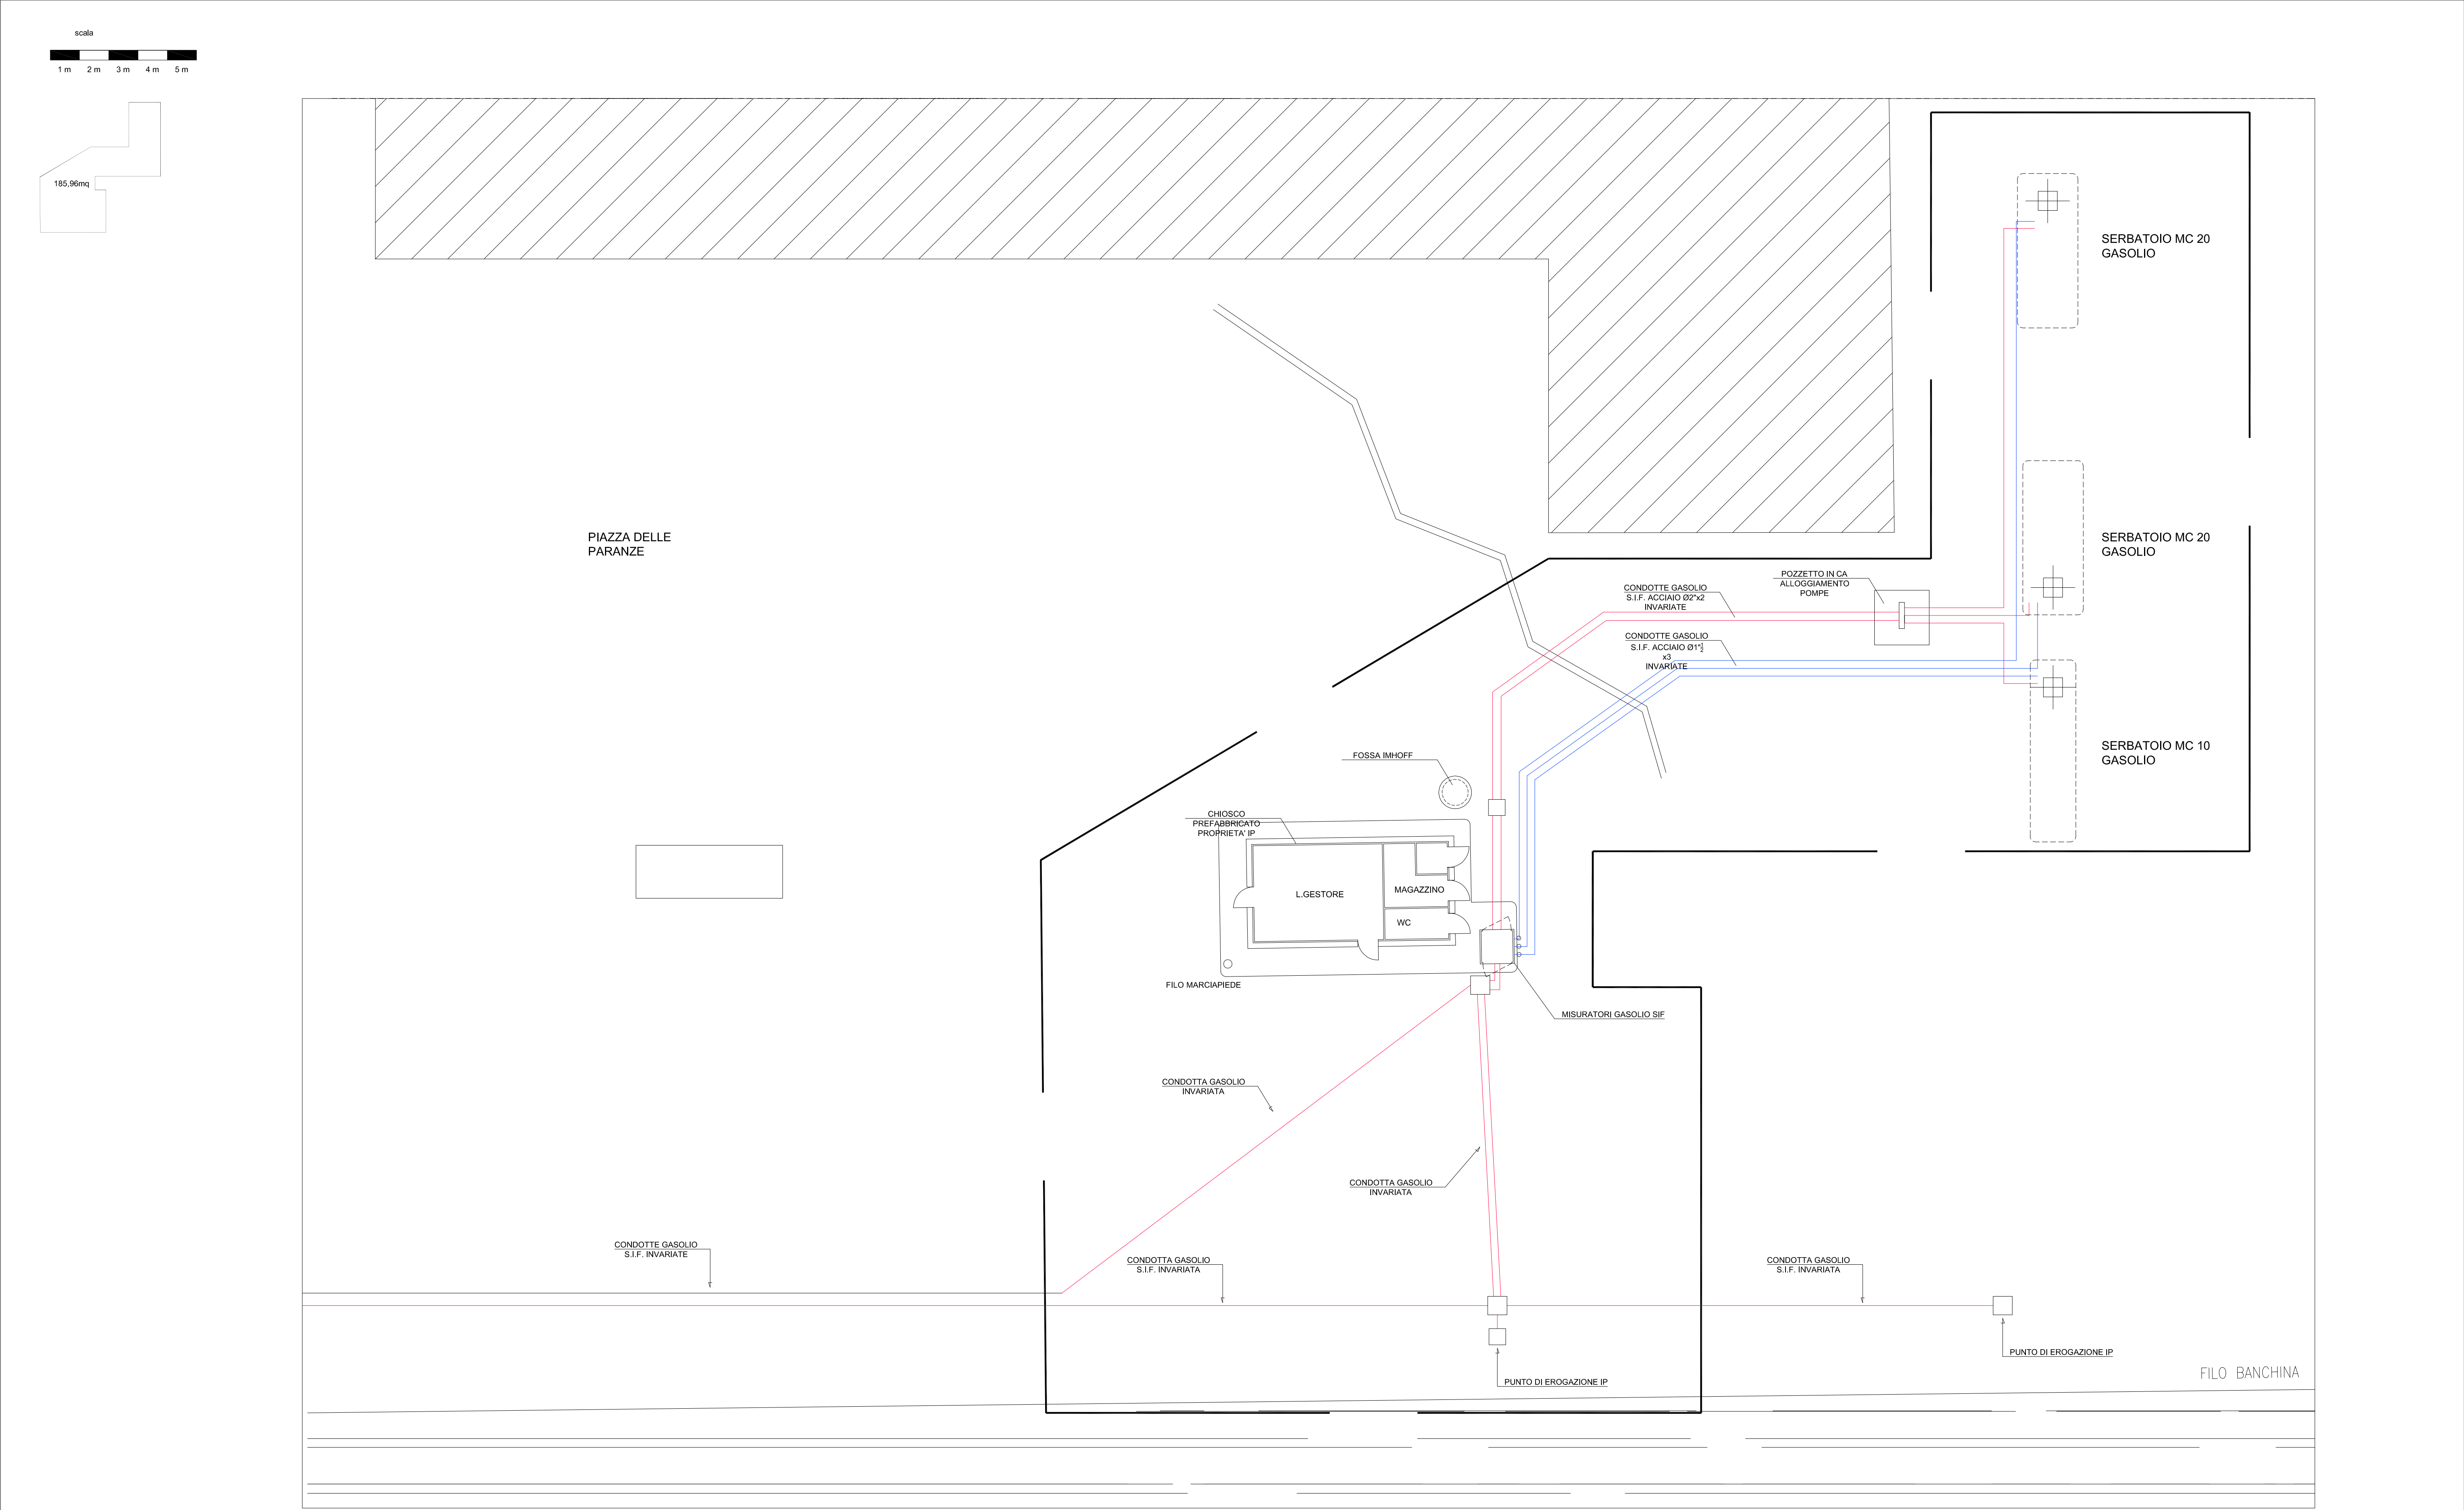 scala
1 m 2 m 3 m 4 m 5 m
185,96mq
SERBATOIO MC 20
GASOLIO
PIAZZA DELLE
PARANZE
SERBATOIO MC 20
GASOLIO
POZZETTO IN CA
ALLOGGIAMENTO
POMPE
CONDOTTE GASOLIO
S.I.F. ACCIAIO Ø2"x2
INVARIATE
CONDOTTE GASOLIO
S.I.F. ACCIAIO Ø1"½
x3
INVARIATE
SERBATOIO MC 10
GASOLIO
FOSSA IMHOFF
CHIOSCO
PREFABBRICATO
PROPRIETA' IP
L.GESTORE
MAGAZZINO
WC
FILO MARCIAPIEDE
MISURATORI GASOLIO SIF
CONDOTTA GASOLIO
INVARIATA
CONDOTTA GASOLIO
INVARIATA
CONDOTTE GASOLIO
S.I.F. INVARIATE
CONDOTTA GASOLIO
S.I.F. INVARIATA
CONDOTTA GASOLIO
S.I.F. INVARIATA
PUNTO DI EROGAZIONE IP
FILO BANCHINA
PUNTO DI EROGAZIONE IP